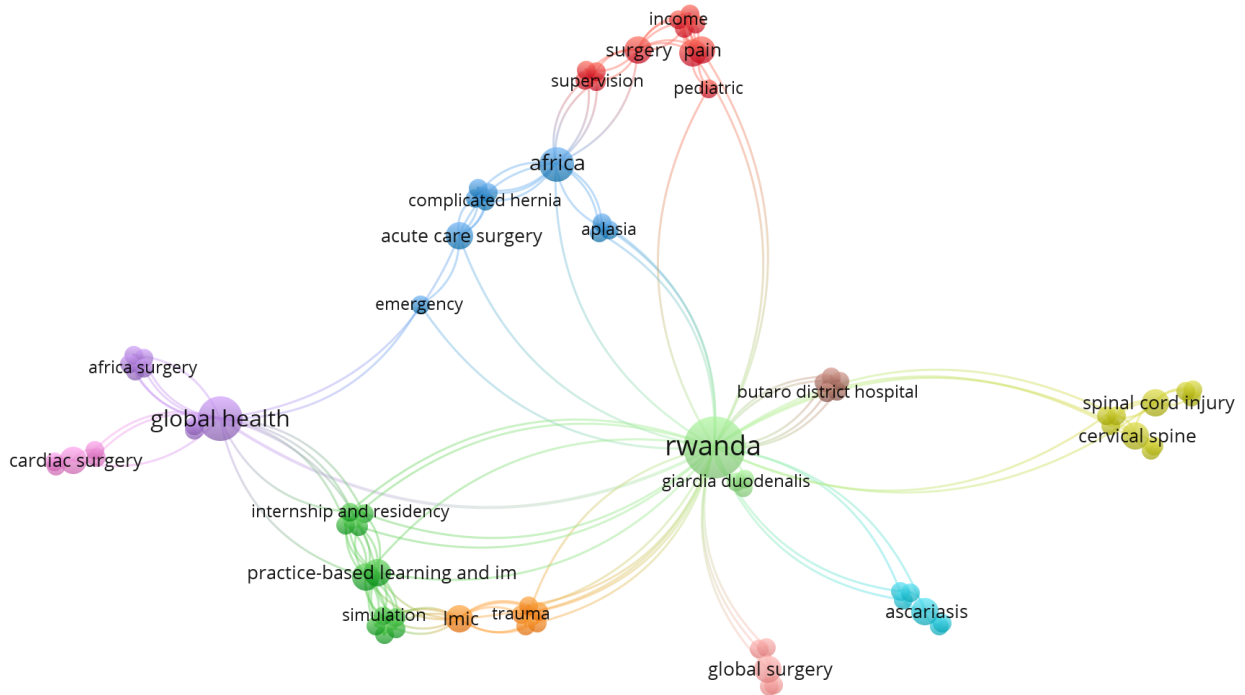 income
surgery
pain
supervision
pediatric
africa
complicated hernia
aplasia
acute care surgery
emergency
africa surgery
butaro district hospital
spinal cord injury
global health
cervical spine
rwanda
cardiac surgery
giardia duodenalis
internship and residency
practice-based learning and im
simulation
lmic
trauma
ascariasis
global surgery